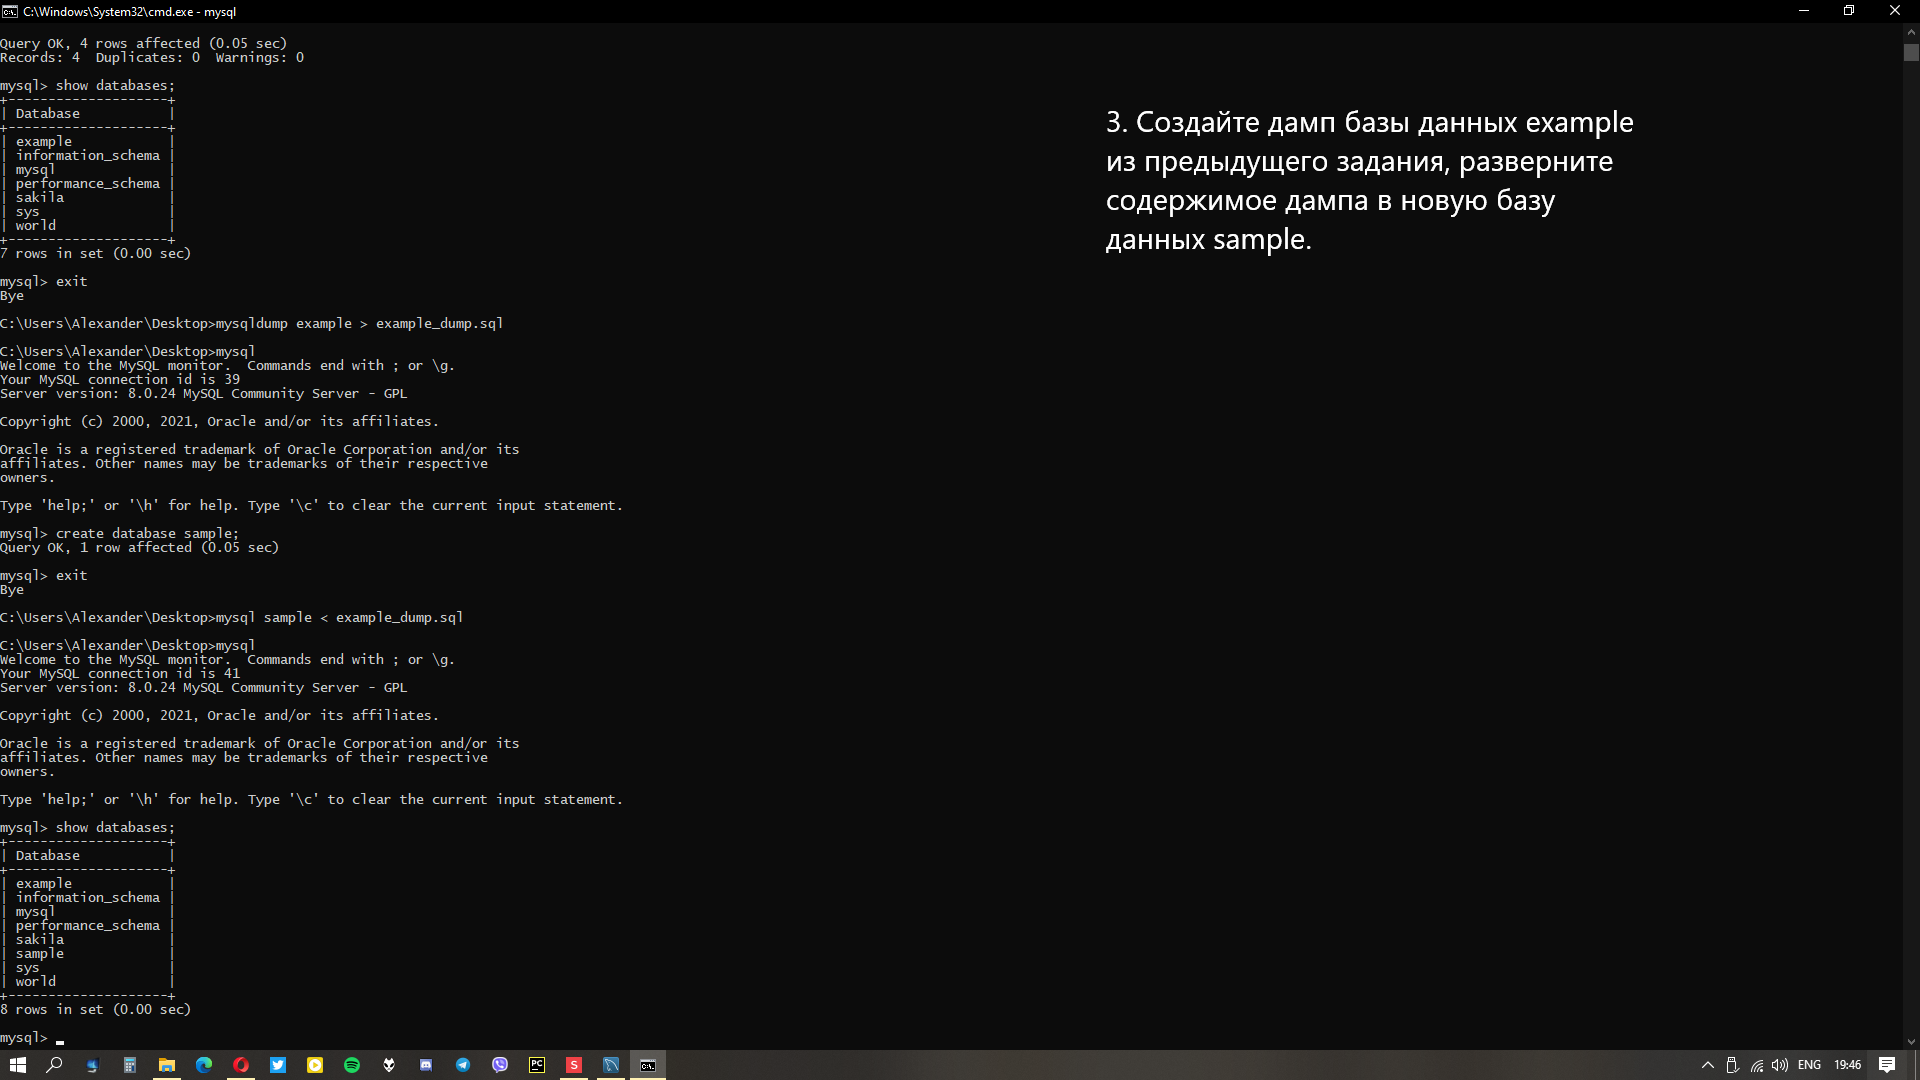 C:\Windows\System32\cmd.exe - mysql
Query OK, 4 rows affected (0.05 sec)
Records: 4  Duplicates: 0  Warnings: 0
mysql> show databases;
+--------------------+
| Database           |
+--------------------+
| example            |
| information_schema |
| mysql              |
| performance_schema |
| sakila             |
| sys                |
| world              |
+--------------------+
7 rows in set (0.00 sec)
mysql> exit
Bye
C:\Users\Alexander\Desktop>mysqldump example > example_dump.sql
C:\Users\Alexander\Desktop>mysql
Welcome to the MySQL monitor.  Commands end with ; or \g.
Your MySQL connection id is 39
Server version: 8.0.24 MySQL Community Server - GPL
Copyright (c) 2000, 2021, Oracle and/or its affiliates.
Oracle is a registered trademark of Oracle Corporation and/or its
affiliates. Other names may be trademarks of their respective
owners.
Type 'help;' or '\h' for help. Type '\c' to clear the current input statement.
mysql> create database sample;
Query OK, 1 row affected (0.05 sec)
mysql> exit
Bye
C:\Users\Alexander\Desktop>mysql sample < example_dump.sql
C:\Users\Alexander\Desktop>mysql
Welcome to the MySQL monitor.  Commands end with ; or \g.
Your MySQL connection id is 41
Server version: 8.0.24 MySQL Community Server - GPL
Copyright (c) 2000, 2021, Oracle and/or its affiliates.
Oracle is a registered trademark of Oracle Corporation and/or its
affiliates. Other names may be trademarks of their respective
owners.
Type 'help;' or '\h' for help. Type '\c' to clear the current input statement.
mysql> show databases;
+--------------------+
| Database           |
+--------------------+
| example            |
| information_schema |
| mysql              |
| performance_schema |
| sakila             |
| sample             |
| sys                |
| world              |
+--------------------+
8 rows in set (0.00 sec)
mysql>
3. Создайте дамп базы данных example
из предыдущего задания, разверните
содержимое дампа в новую базу
данных sample.
ENG 19:46